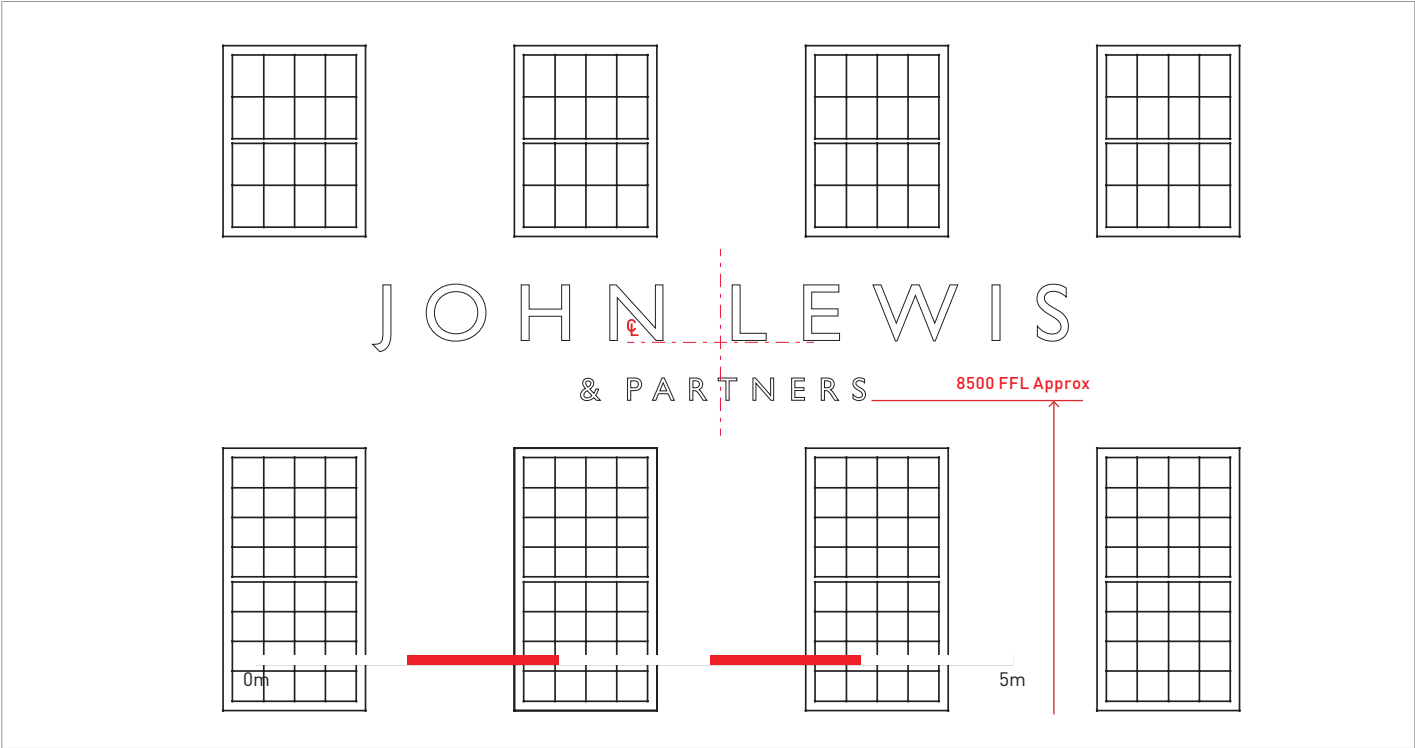 JOHN LEWIS
℄
& PARTNERS
8500 FFL Approx
0m
5m